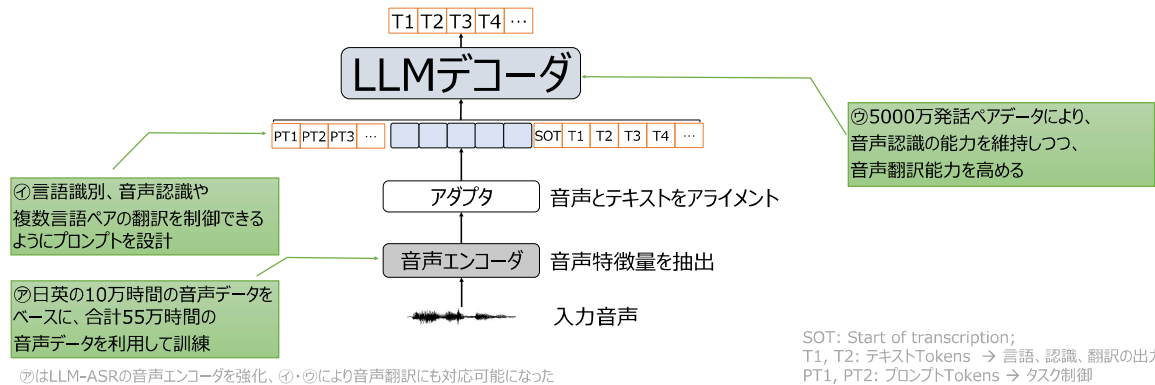 T1 T2 T3 T4 …
LLMデコーダ
PT1 PT2 PT3 … SOT T1 T2 T3 T4 …
㋒5000万発話ペアデータにより、
音声認識の能力を維持しつつ、
音声翻訳能力を高める
㋑言語識別、音声認識や
複数言語ペアの翻訳を制御できる
ようにプロンプトを設計
アダプタ 音声とテキストをアライメント
音声エンコーダ 音声特徴量を抽出
㋐日英の10万時間の音声データを
ベースに、合計55万時間の
音声データを利用して訓練
入力音声
SOT: Start of transcription;
T1, T2: テキストTokens → 言語、認識、翻訳の出力
PT1, PT2: プロンプトTokens → タスク制御
㋐はLLM-ASRの音声エンコーダを強化、㋑・㋒により音声翻訳にも対応可能になった